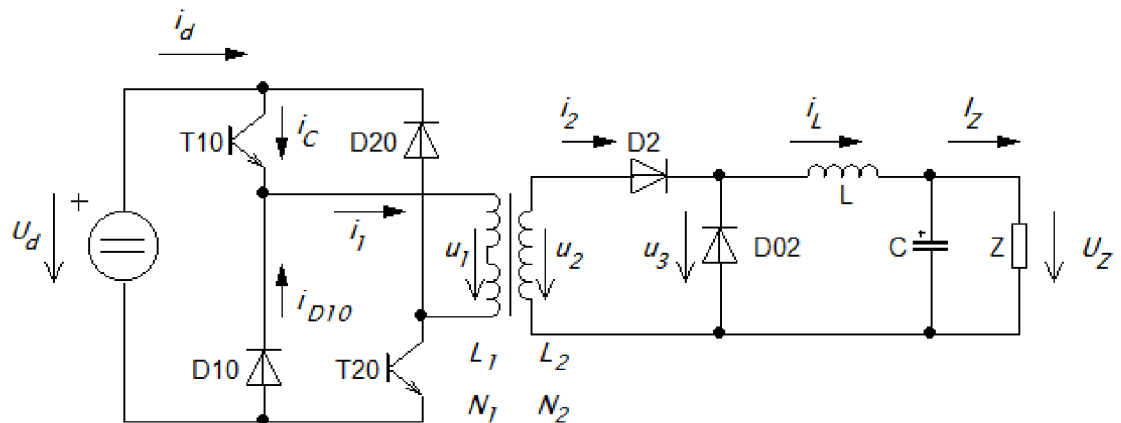 i_d
T10
i_C
D20
i_2
D2
i_L
I_Z
+
U_d
i_1
u_1
u_2
u_3
D02
L
+
C
Z
U_Z
i_D10
D10
T20
L_1
L_2
N_1
N_2